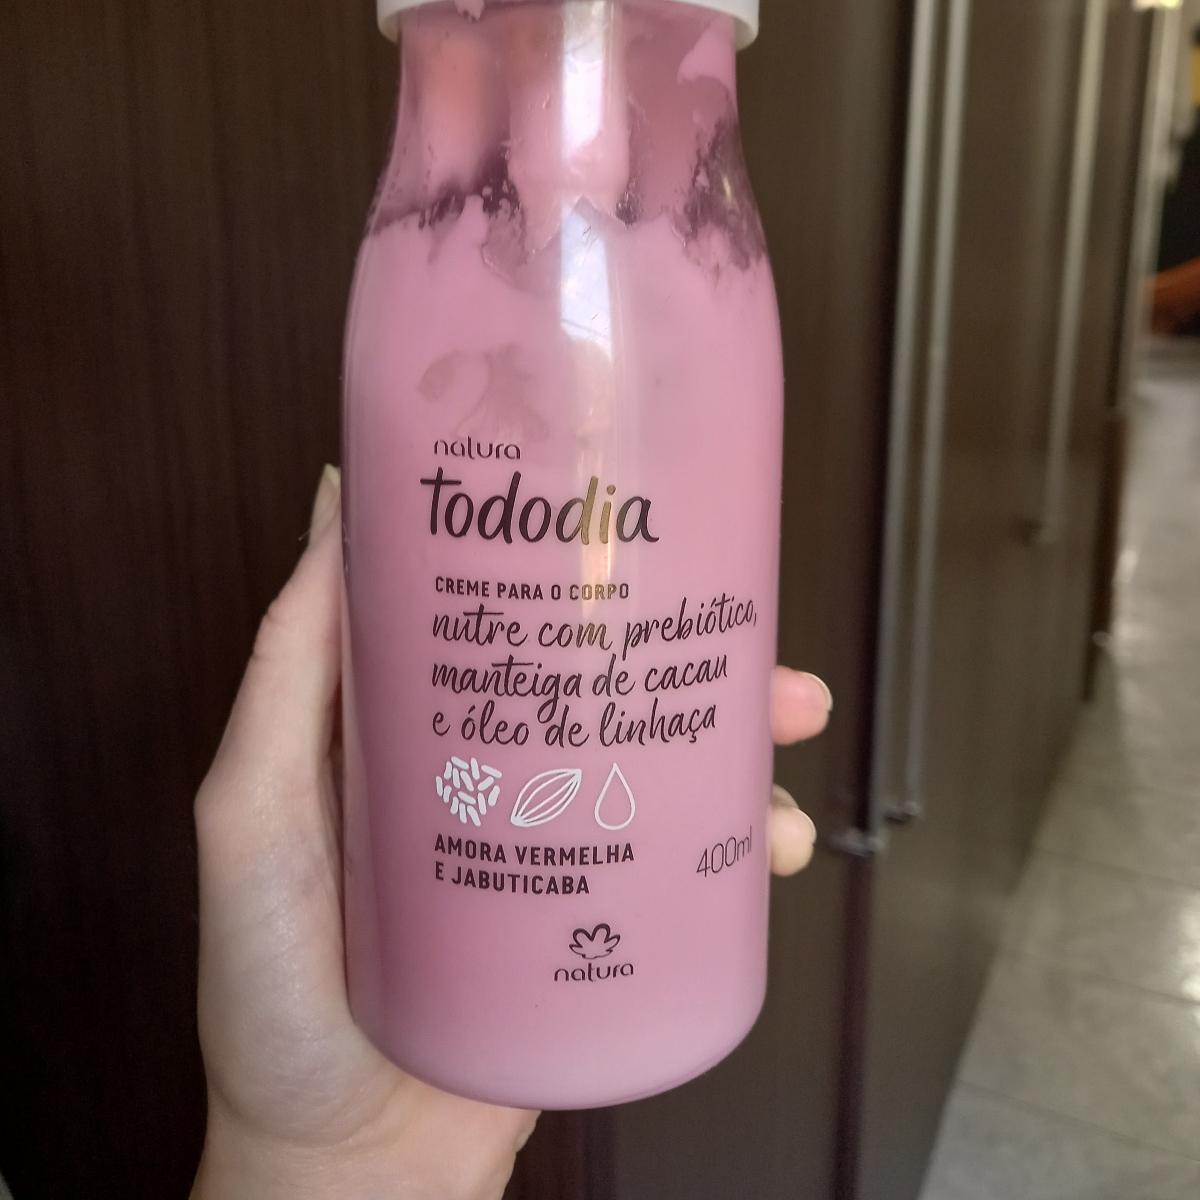 natura
tododia
CREME PARA O CORPO
nutre com prebiótico,
manteiga de cacau
e óleo de linhaça
AMORA VERMELHA
E JABUTICABA
400ml
natura